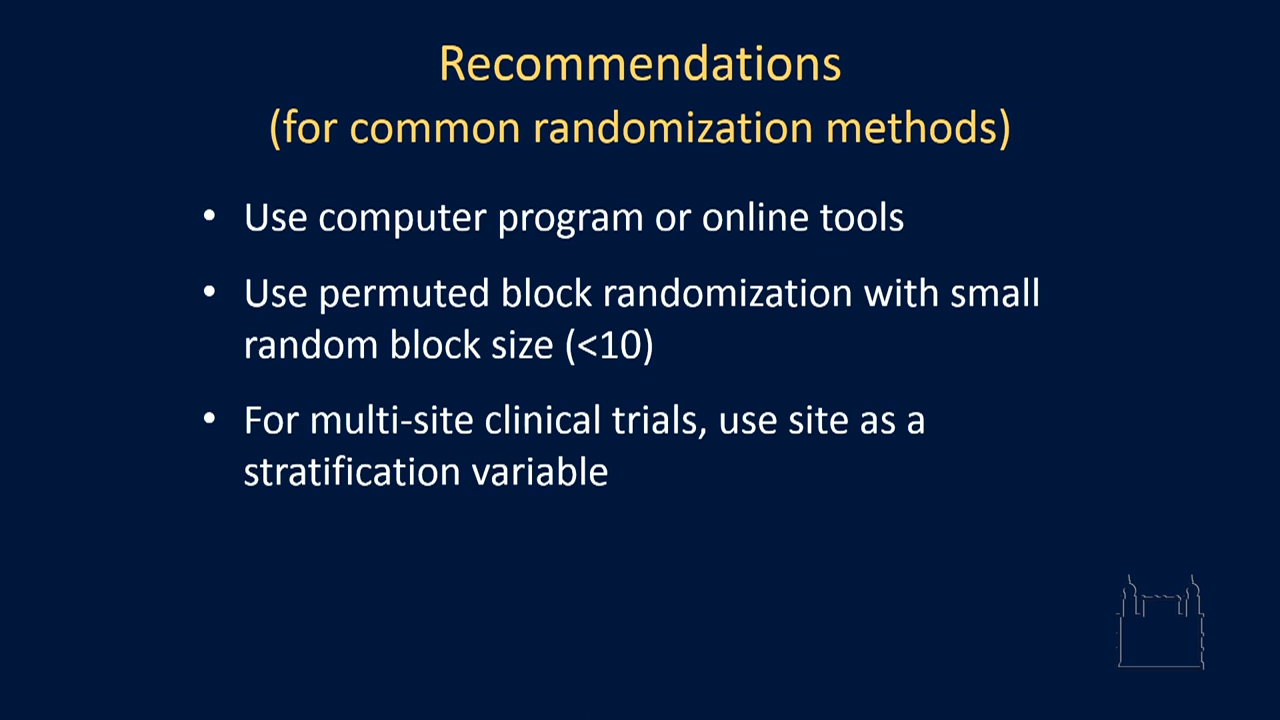 Recommendations
(for common randomization methods)
• Use computer program or online tools
• Use permuted block randomization with small
random block size (<10)
• For multi-site clinical trials, use site as a
stratification variable